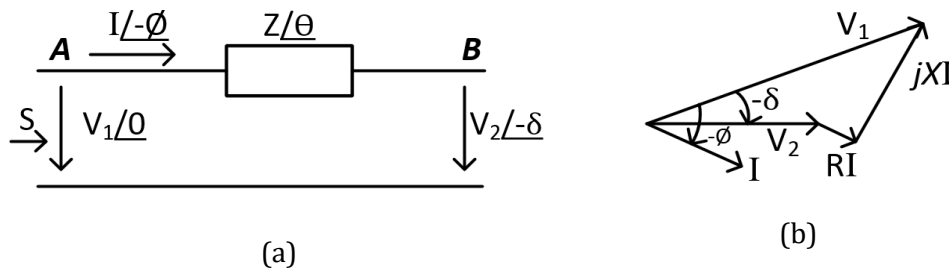 I/-ø
Z/θ
A
B
S
V₁/0
V₂/-δ
(a)
V₁
jXI
-δ
-ø
V₂
RI
I
(b)